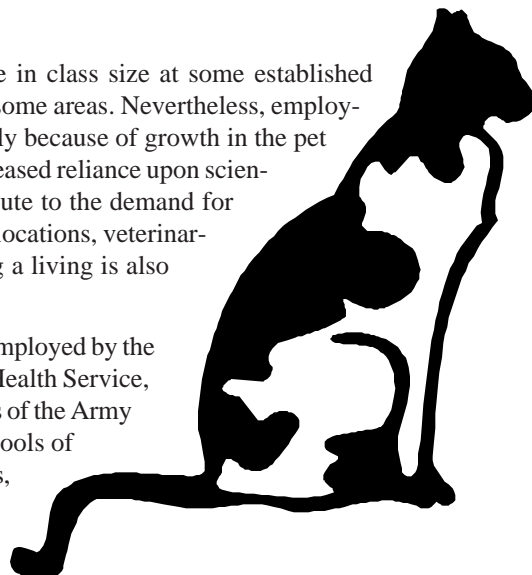 e in class size at some established
some areas. Nevertheless, employ-
ly because of growth in the pet
eased reliance upon scien-
ute to the demand for
locations, veterinar-
g a living is also
mployed by the
Health Service,
s of the Army
ools of
s,